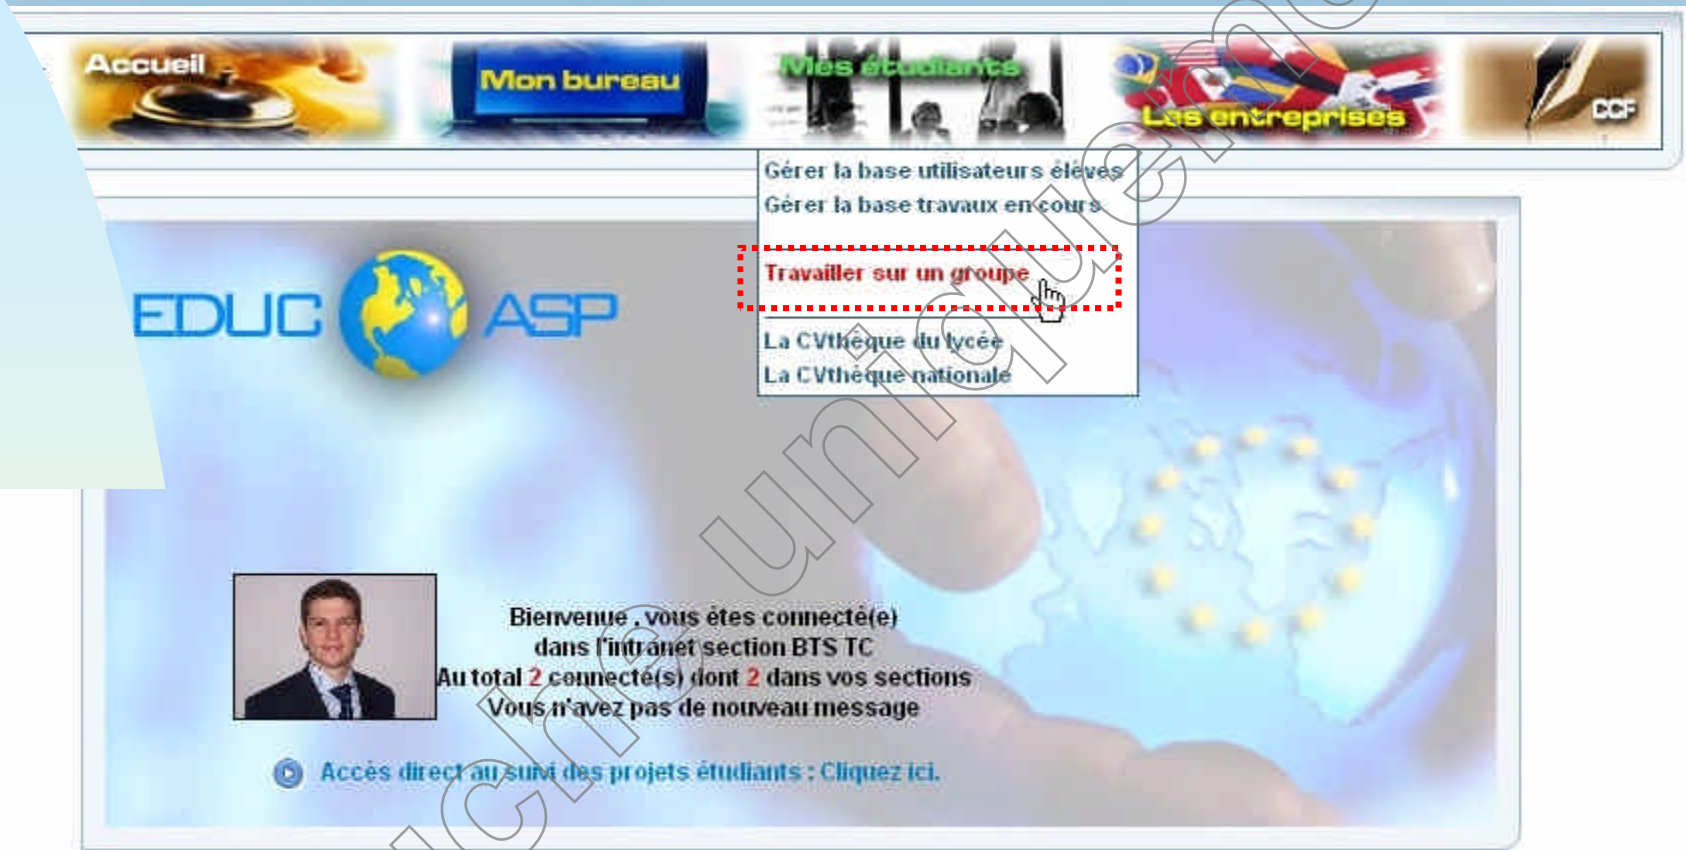 Accueil
Mon bureau
Mes étudiants
Les entreprises
CCF
Gérer la base utilisateurs élèves
Gérer la base travaux en cours
Travailler sur un groupe
La CVthèque du lycée
La CVthèque nationale
EDUC ASP
Bienvenue , vous êtes connecté(e)
dans l'intranet section BTS TC
Au total 2 connecté(s) dont 2 dans vos sections
Vous n'avez pas de nouveau message
Accès direct au suivi des projets étudiants : Cliquez ici.